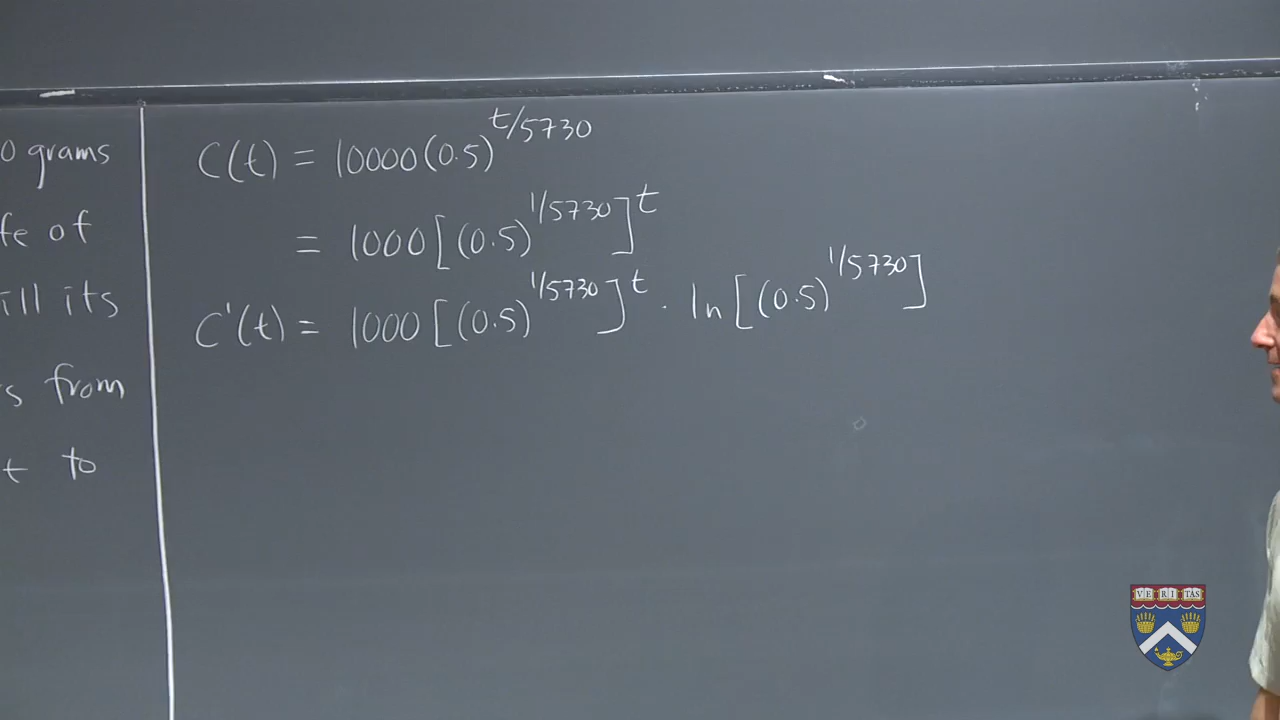 0 grams
fe of
ill its
s from
t to
C(t) = 10000(0.5)^{t/5730}
= 1000[(0.5)^{1/5730}]^t
C'(t) = 1000[(0.5)^{1/5730}]^t · ln[(0.5)^{1/5730}]
VE RI TAS